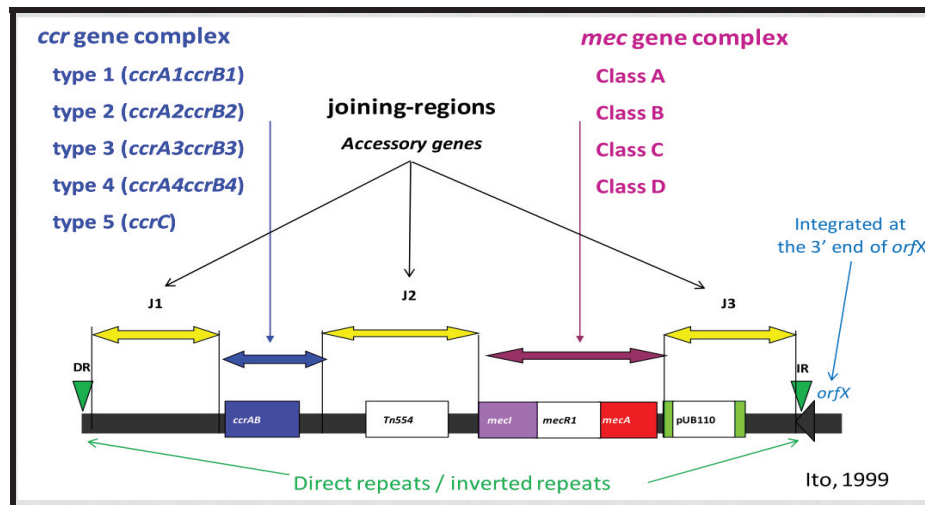 ccr gene complex
type 1 (ccrA1ccrB1)
type 2 (ccrA2ccrB2)
type 3 (ccrA3ccrB3)
type 4 (ccrA4ccrB4)
type 5 (ccrC)
joining-regions
Accessory genes
mec gene complex
Class A
Class B
Class C
Class D
Integrated at
the 3' end of orfX
J1
J2
J3
DR
IR
orfX
ccrAB
Tn554
mecI
mecR1
mecA
pUB110
Direct repeats / inverted repeats
Ito, 1999